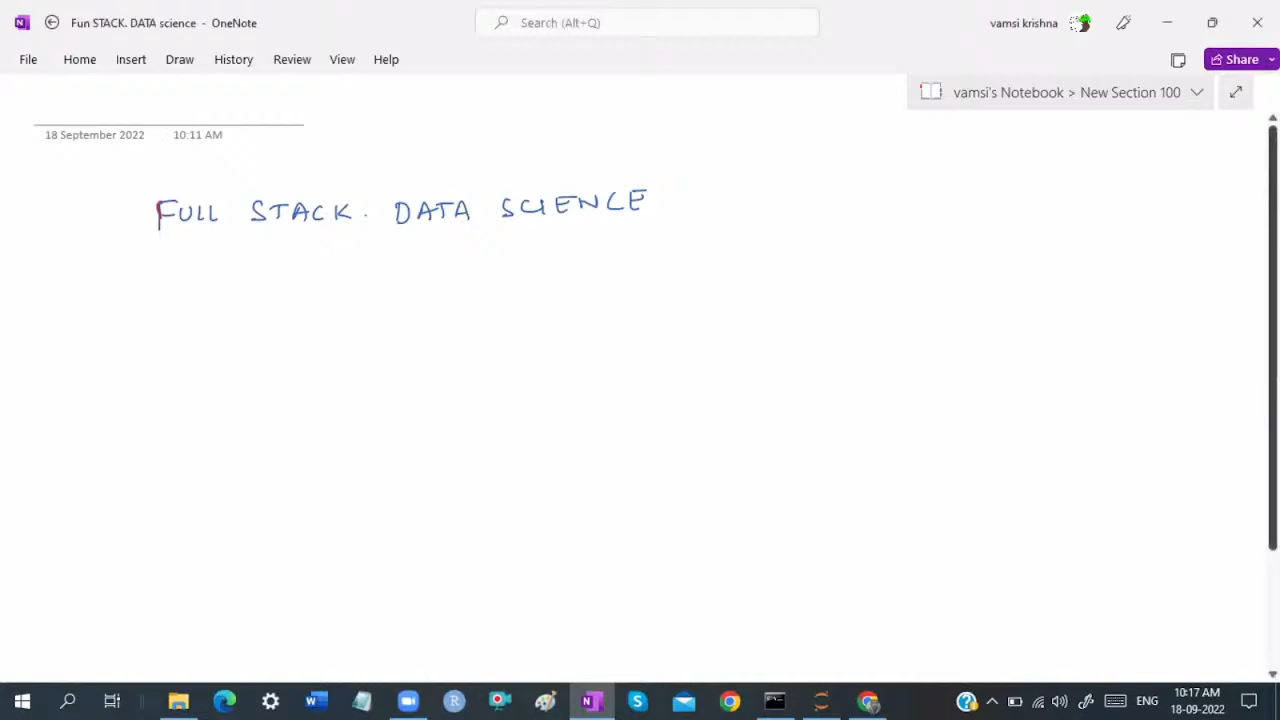 Fun STACK. DATA science - OneNote
Search (Alt+Q)
vamsi krishna
File Home Insert Draw History Review View Help
Share
vamsi's Notebook > New Section 100
18 September 2022 10:11 AM
FULL STACK. DATA SCIENCE
ENG
10:17 AM
18-09-2022